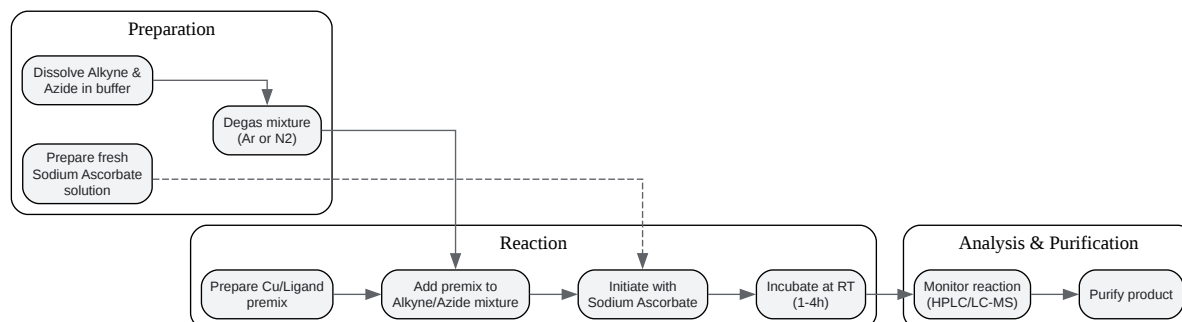 Preparation
Dissolve Alkyne &
Azide in buffer
Degas mixture
(Ar or N2)
Prepare fresh
Sodium Ascorbate
solution
Reaction
Prepare Cu/Ligand
premix
Add premix to
Alkyne/Azide mixture
Initiate with
Sodium Ascorbate
Incubate at RT
(1-4h)
Analysis & Purification
Monitor reaction
(HPLC/LC-MS)
Purify product